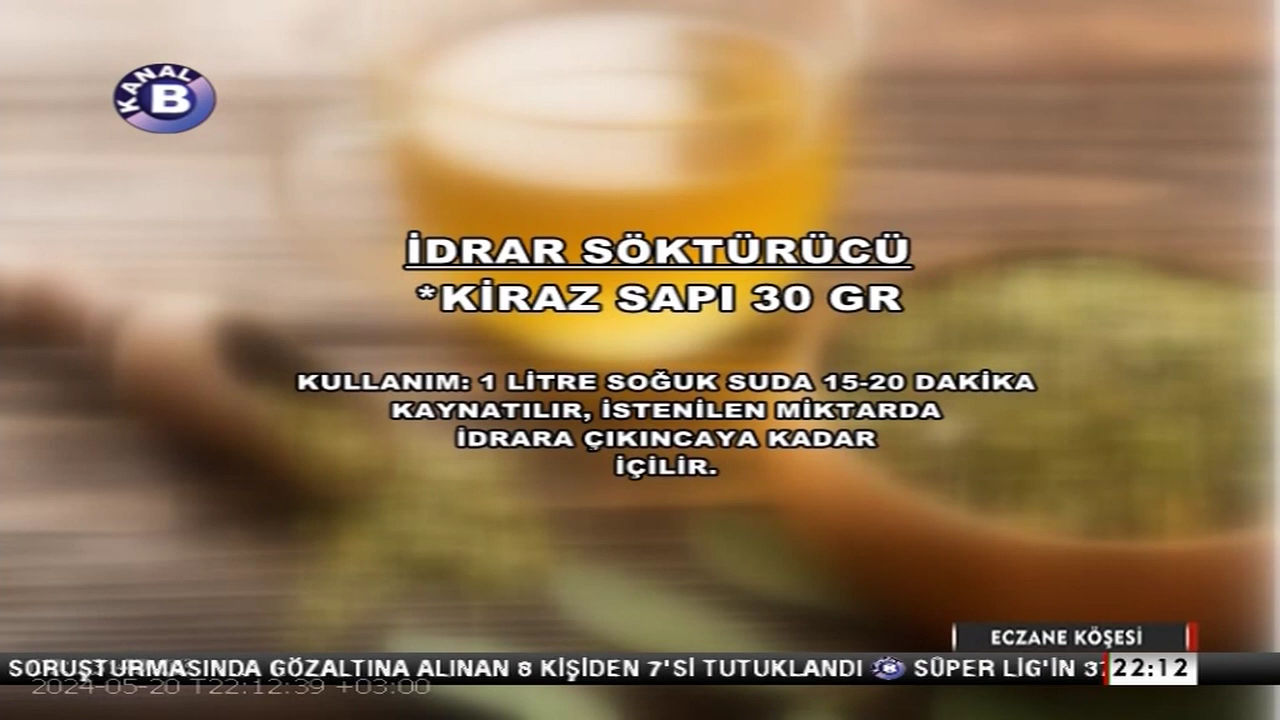 KANAL B
İDRAR SÖKTÜRÜCÜ
*KİRAZ SAPI 30 GR
KULLANIM: 1 LİTRE SOĞUK SUDA 15-20 DAKİKA
KAYNATILIR, İSTENİLEN MİKTARDA
İDRARA ÇIKINCAYA KADAR
İÇİLİR.
ECZANE KÖŞESİ
SORUŞTURMASINDA GÖZALTINA ALINAN 8 KİŞİDEN 7'Sİ TUTUKLANDI B SÜPER LİG'İN 22:12
2024-05-20 T22:12:39 +03:00